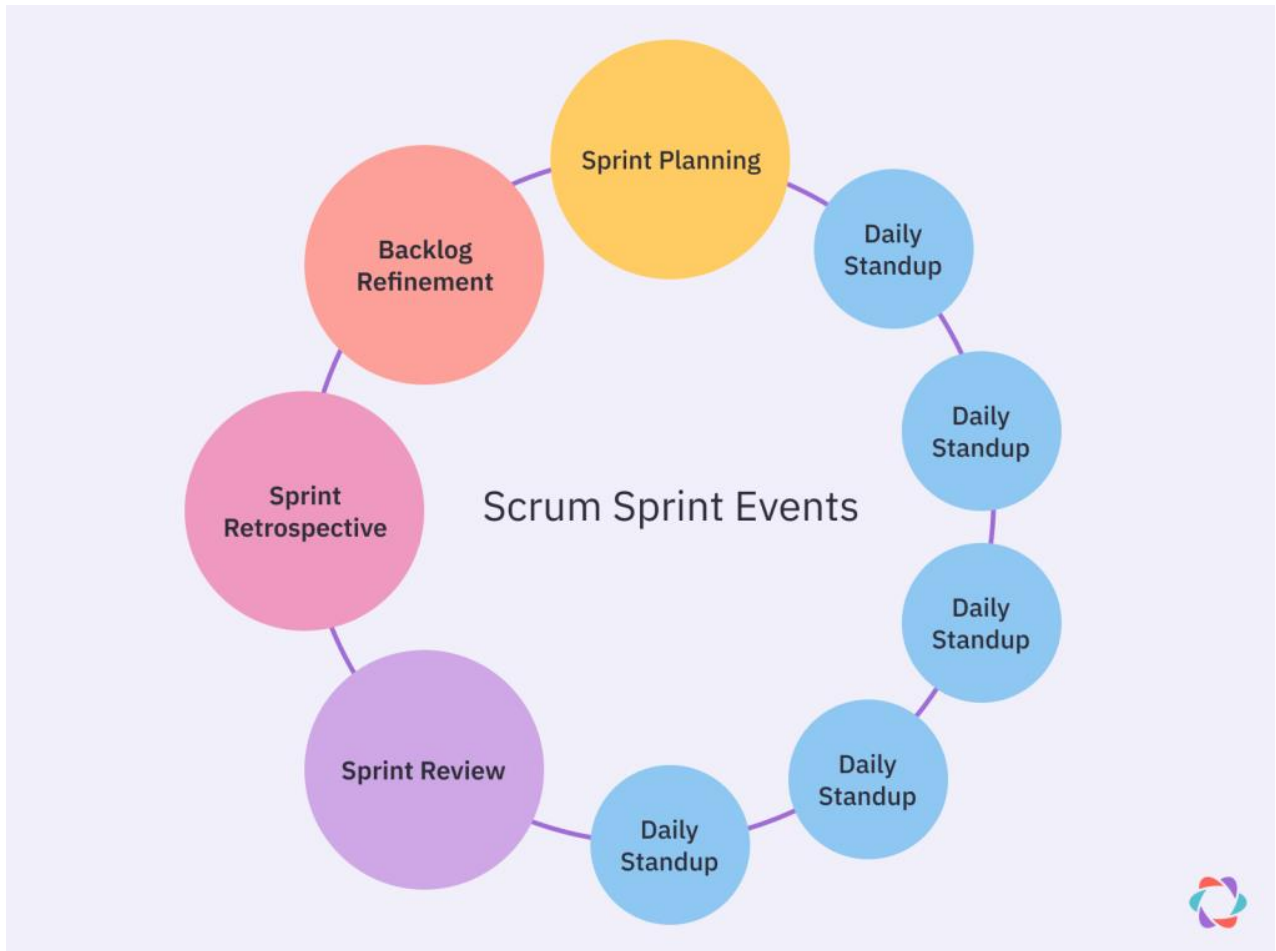 Sprint Planning
Daily
Standup
Daily
Standup
Daily
Standup
Daily
Standup
Daily
Standup
Sprint Review
Sprint
Retrospective
Backlog
Refinement
Scrum Sprint Events